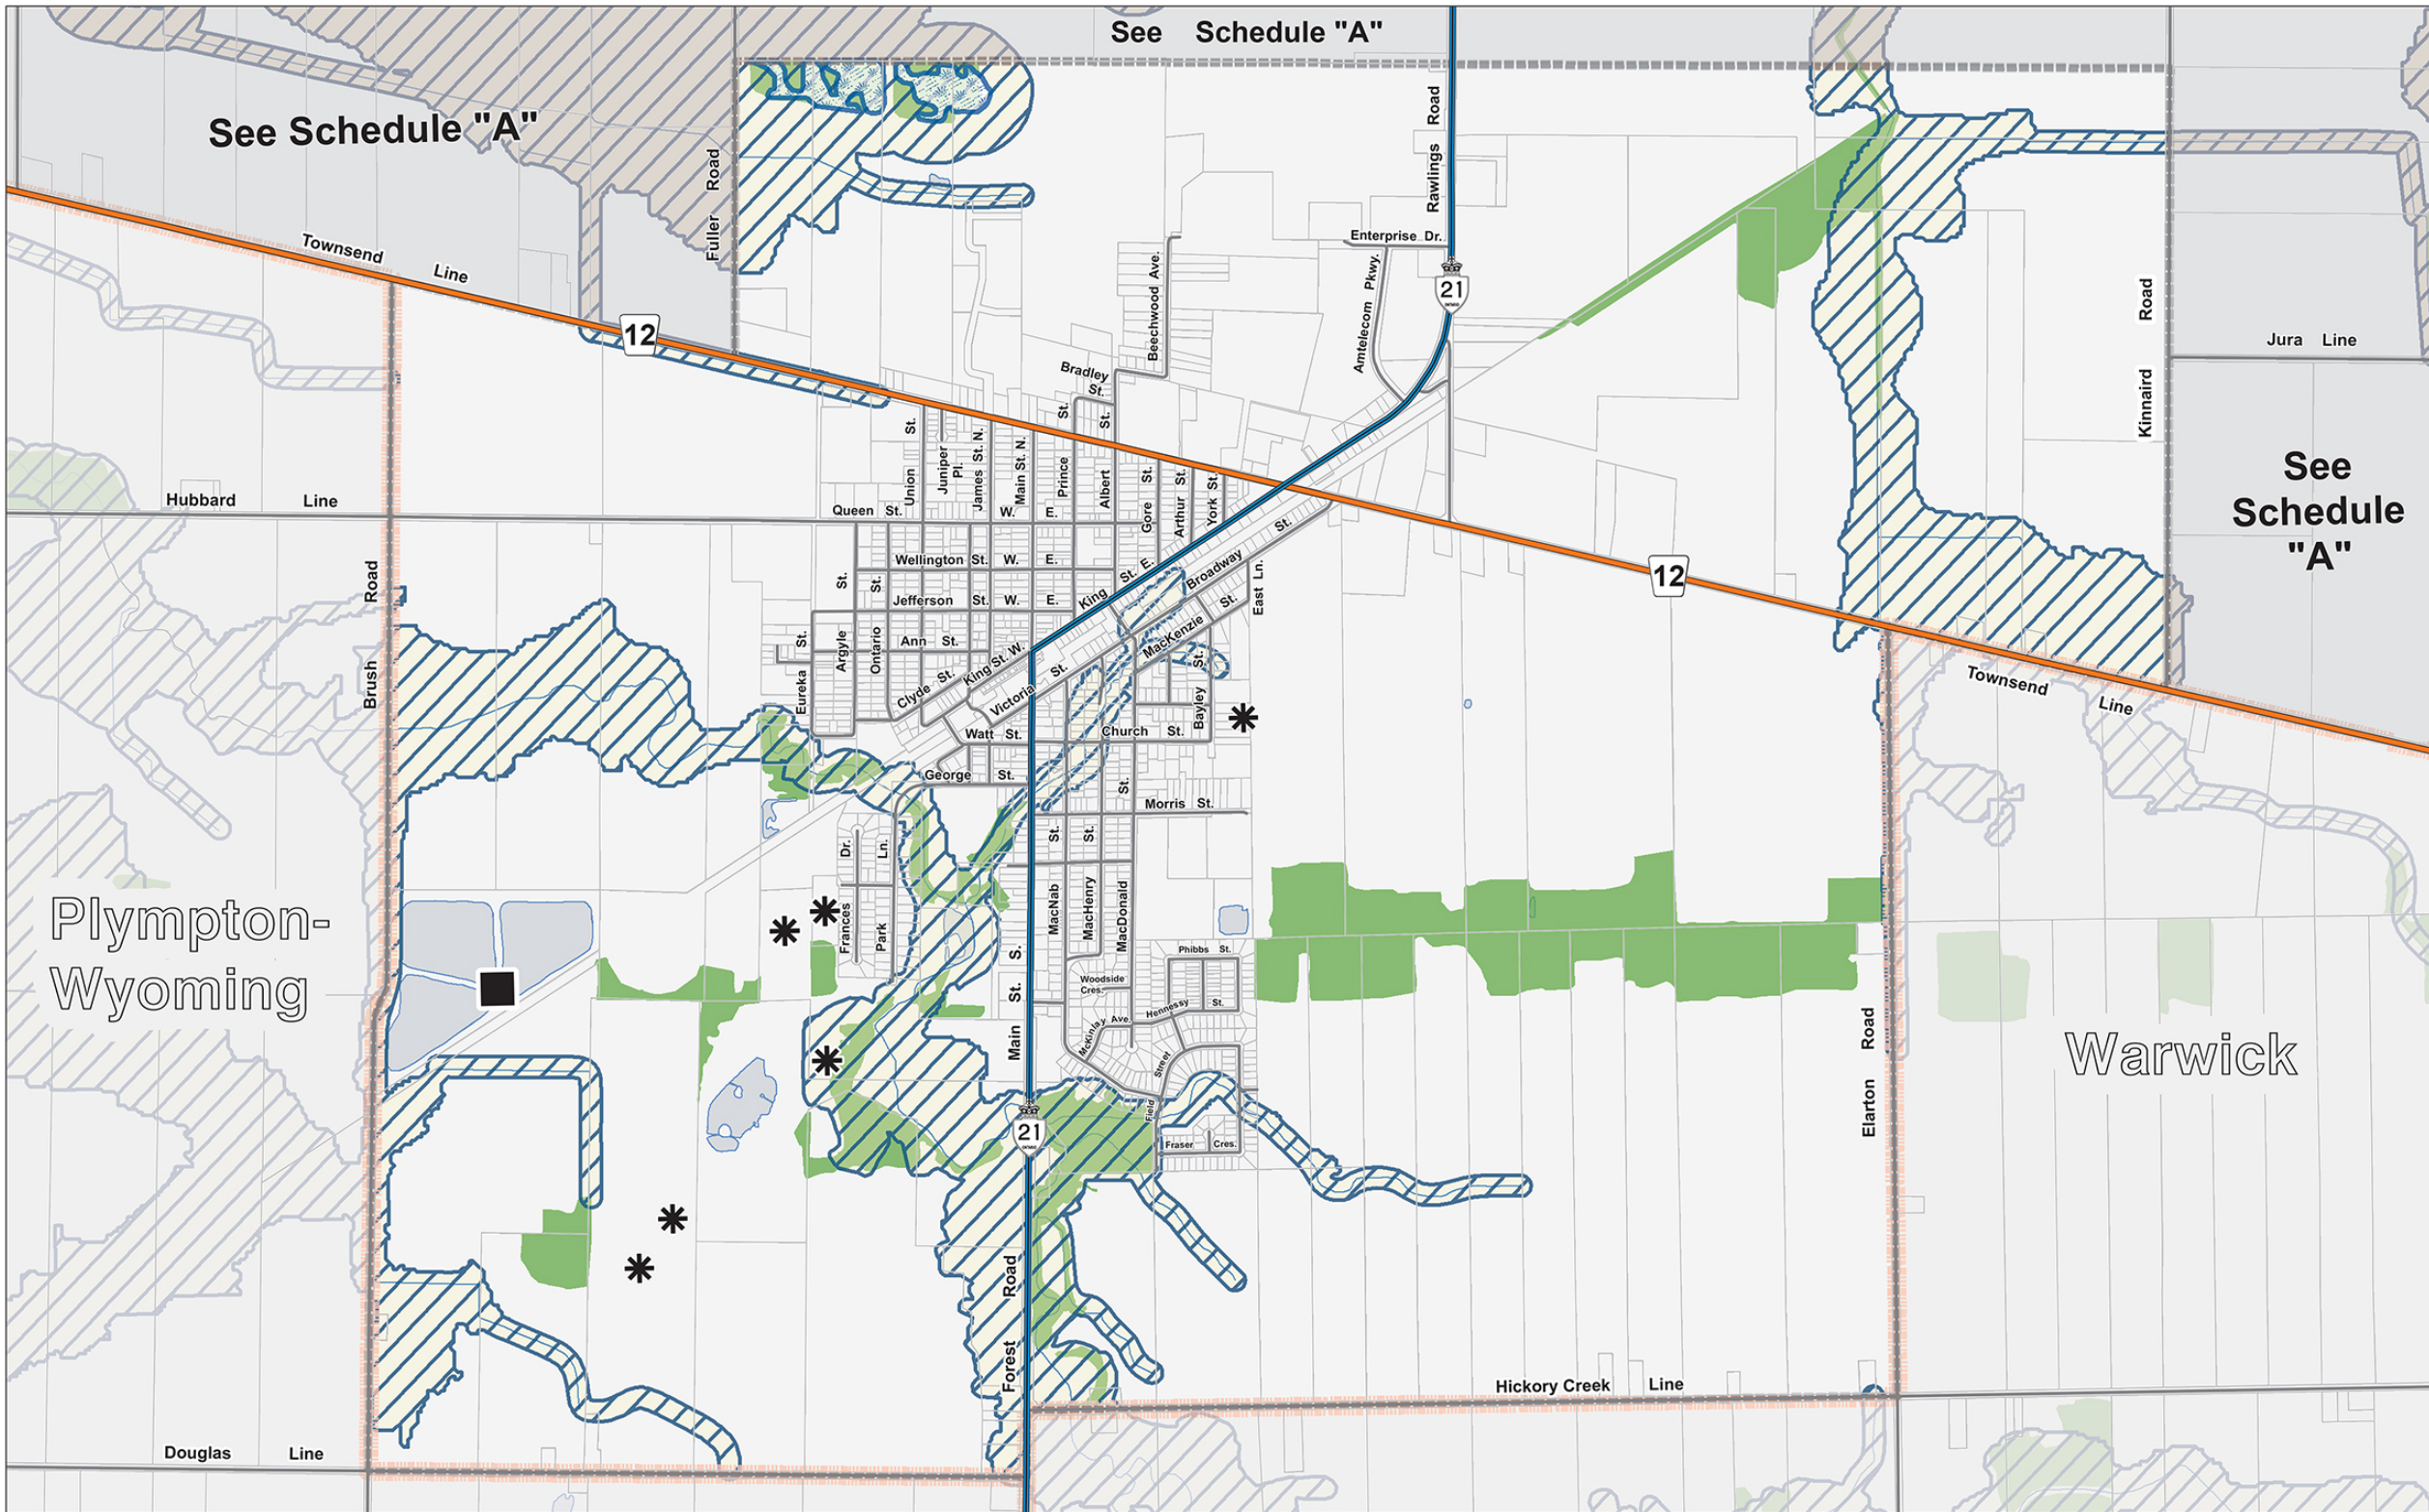 See Schedule "A"
See Schedule "A"
Fuller Road
Rawlings Road
Enterprise Dr.
Amtelecom Pkwy.
21
ONTARIO
Beechwood Ave.
Bradley
St.
Townsend Line
12
Kinnaird Road
Jura Line
See
Schedule
"A"
Hubbard Line
Union St.
Juniper
Pl.
James St. N.
Main St. N.
Prince St.
Albert St.
Gore St.
Arthur St.
York St.
Queen St. W. E.
Wellington St. W. E.
Jefferson St. W. E.
Ann St.
King St. E.
Broadway St.
East Ln.
MacKenzie St.
12
Brush Road
Eureka St.
Argyle St.
Ontario St.
Clyde St.
King St. W.
Victoria St.
Bayley St.
Watt St.
Church St.
George St.
Morris St.
Townsend Line
Plympton-
Wyoming
Frances Dr.
Park Ln.
MacNab St.
MacHenry St.
MacDonald St.
Main St. S.
Phibbs St.
Woodside
Cres.
Hennessy St.
McKinlay Ave.
Field Street
Fraser Cres.
21
ONTARIO
Elarton Road
Warwick
Forest Road
Hickory Creek Line
Douglas Line